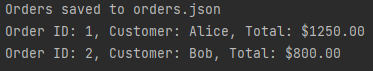 Orders saved to orders.json
Order ID: 1, Customer: Alice, Total: $1250.00
Order ID: 2, Customer: Bob, Total: $800.00